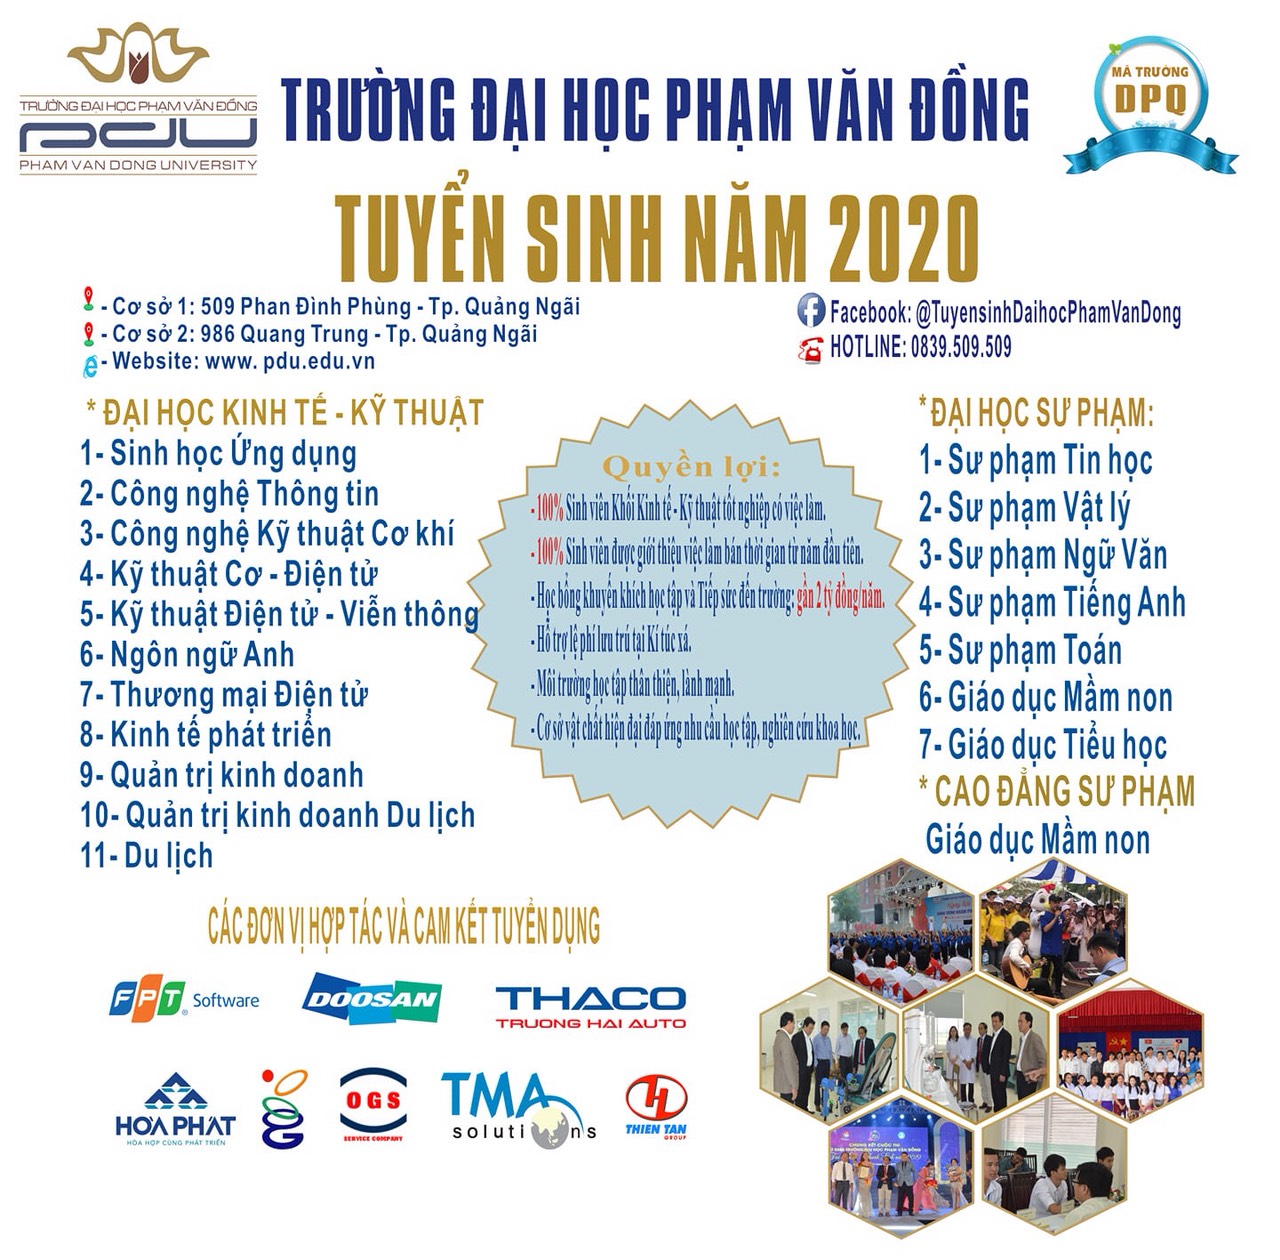 TRƯỜNG ĐẠI HỌC PHẠM VĂN ĐỒNG
pdu
PHAM VAN DONG UNIVERSITY
TRƯỜNG ĐẠI HỌC PHẠM VĂN ĐỒNG
MÃ TRƯỜNG
DPQ
TUYỂN SINH NĂM 2020
- Cơ sở 1: 509 Phan Đình Phùng - Tp. Quảng Ngãi
- Cơ sở 2: 986 Quang Trung - Tp. Quảng Ngãi
- Website: www. pdu.edu.vn
Facebook: @TuyensinhDaihocPhamVanDong
HOTLINE: 0839.509.509
* ĐẠI HỌC KINH TẾ - KỸ THUẬT
1- Sinh học Ứng dụng
2- Công nghệ Thông tin
3- Công nghệ Kỹ thuật Cơ khí
4- Kỹ thuật Cơ - Điện tử
5- Kỹ thuật Điện tử - Viễn thông
6- Ngôn ngữ Anh
7- Thương mại Điện tử
8- Kinh tế phát triển
9- Quản trị kinh doanh
10- Quản trị kinh doanh Du lịch
11- Du lịch
Quyền lợi:
- 100% Sinh viên Khối Kinh tế - Kỹ thuật tốt nghiệp có việc làm.
- 100% Sinh viên được giới thiệu việc làm bán thời gian từ năm đầu tiên.
- Học bổng khuyến khích học tập và Tiếp sức đến trường: gần 2 tỷ đồng/năm.
- Hỗ trợ lệ phí lưu trú tại Kí túc xá.
- Môi trường học tập thân thiện, lành mạnh.
- Cơ sở vật chất hiện đại đáp ứng nhu cầu học tập, nghiên cứu khoa học.
* ĐẠI HỌC SƯ PHẠM:
1- Sư phạm Tin học
2- Sư phạm Vật lý
3- Sư phạm Ngữ Văn
4- Sư phạm Tiếng Anh
5- Sư phạm Toán
6- Giáo dục Mầm non
7- Giáo dục Tiểu học
* CAO ĐẲNG SƯ PHẠM
Giáo dục Mầm non
CÁC ĐƠN VỊ HỢP TÁC VÀ CAM KẾT TUYỂN DỤNG
FPT Software
DOOSAN
THACO
TRUONG HAI AUTO
HOA PHAT
HÒA HỢP CÙNG PHÁT TRIỂN
OGS
SERVICE COMPANY
TMA
solutions
THIEN TAN
GROUP
CHUNG KẾT CUỘC THI